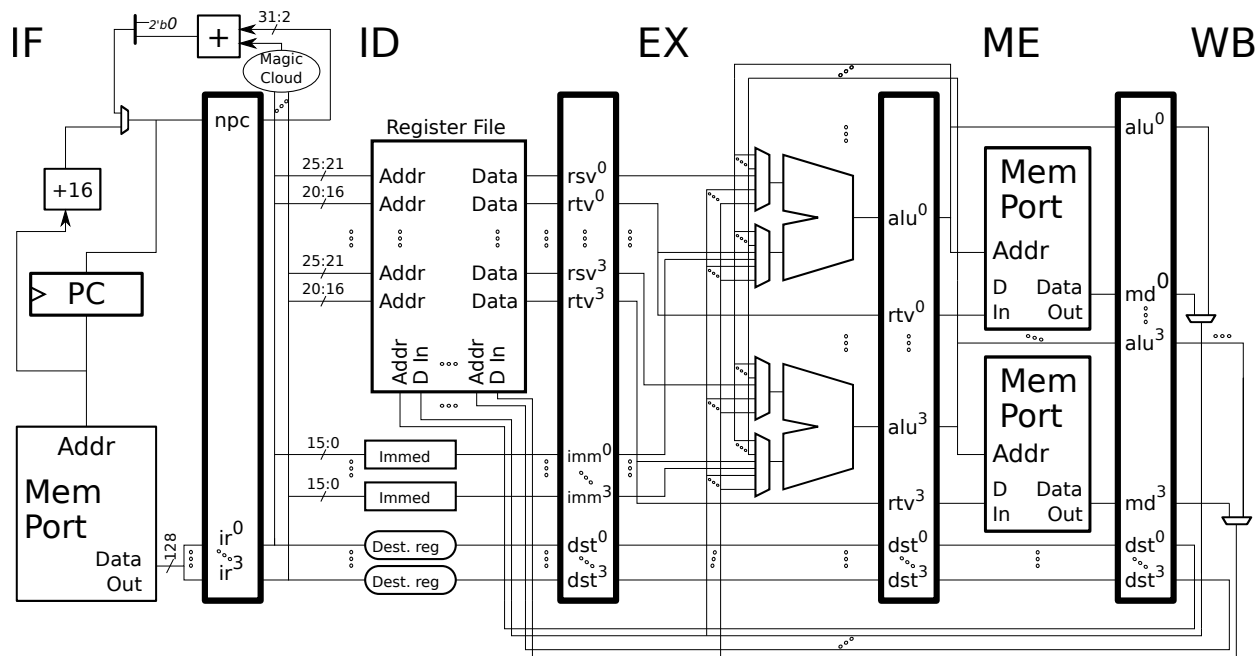 IF
ID
EX
ME
WB
2'b0
+
31:2
Magic
Cloud
npc
+16
PC
Addr
Mem
Port
Data
Out
128
ir0
ir3
Register File
25:21
Addr
Data
20:16
Addr
Data
25:21
Addr
Data
20:16
Addr
Data
Addr
D In
Addr
D In
15:0
Immed
15:0
Immed
Dest. reg
Dest. reg
rsv0
rtv0
rsv3
rtv3
imm0
imm3
dst0
dst3
alu0
rtv0
alu3
rtv3
dst0
dst3
Mem
Port
Addr
D
In
Data
Out
Mem
Port
Addr
D
In
Data
Out
alu0
md0
alu3
md3
dst0
dst3